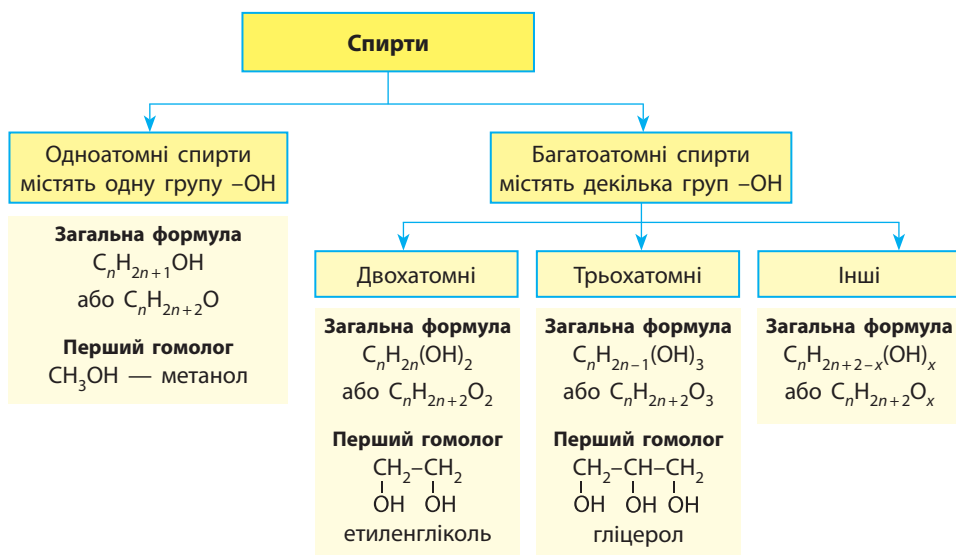 Спирти
Одноатомні спирти
містять одну групу –OH
Багатоатомні спирти
містять декілька груп –OH
Загальна формула
CₙH₂ₙ₊₁OH
або CₙH₂ₙ₊₂O
Перший гомолог
CH₃OH — метанол
Двохатомні
Загальна формула
CₙH₂ₙ(OH)₂
або CₙH₂ₙ₊₂O₂
Перший гомолог
CH₂–CH₂
OH OH
етиленгліколь
Трьохатомні
Загальна формула
CₙH₂ₙ₋₁(OH)₃
або CₙH₂ₙ₊₂O₃
Перший гомолог
CH₂–CH–CH₂
OH OH OH
гліцерол
Інші
Загальна формула
CₙH₂ₙ₊₂₋ₓ(OH)ₓ
або CₙH₂ₙ₊₂Oₓ